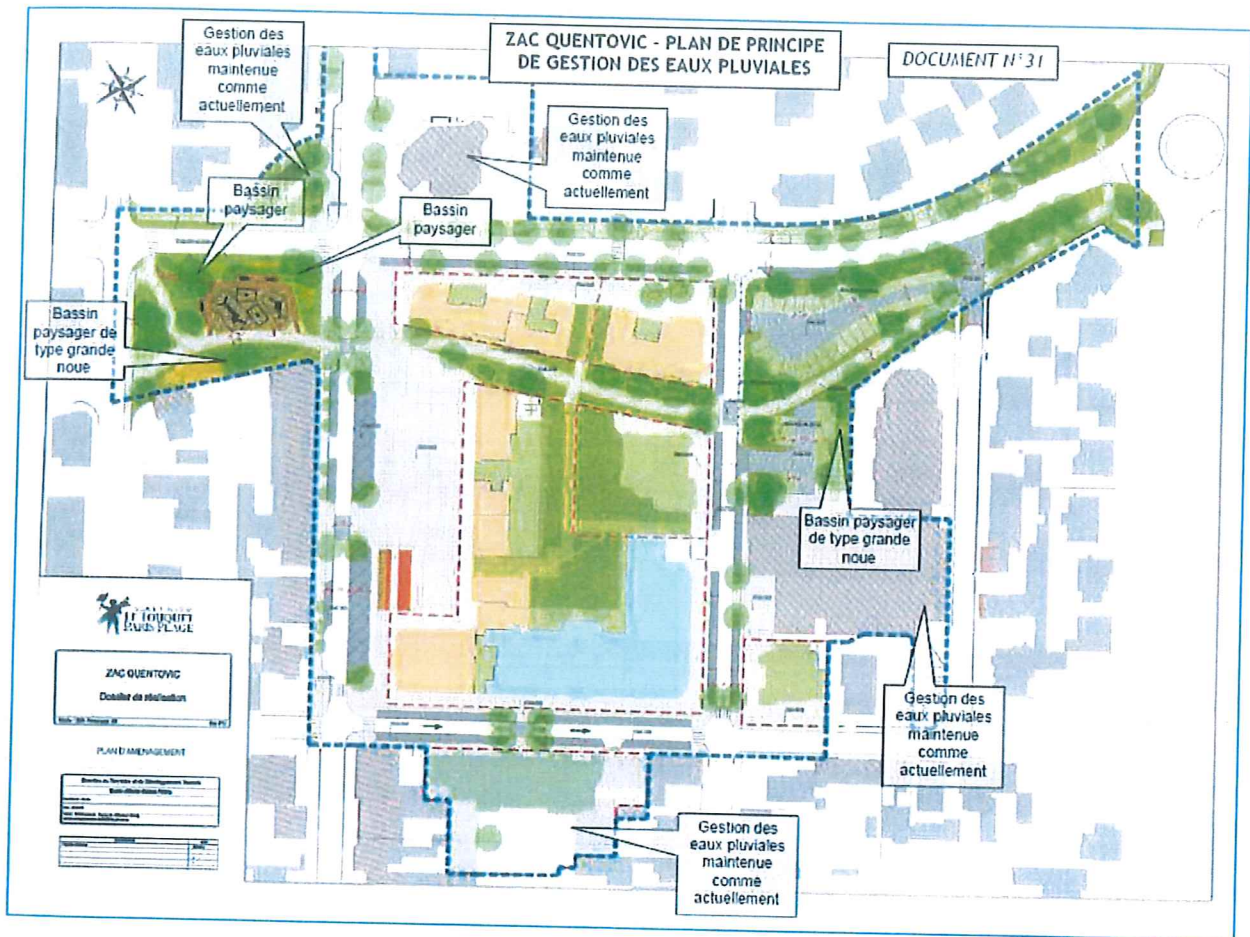 ZAC QUENTOVIC - PLAN DE PRINCIPE
DE GESTION DES EAUX PLUVIALES
DOCUMENT N°31
Gestion des
eaux pluviales
maintenue
comme
actuellement
Gestion des
eaux pluviales
maintenue
comme
actuellement
Bassin
paysager
Bassin
paysager
Bassin
paysager de
type grande
noue
Bassin paysager
de type grande
noue
Gestion des
eaux pluviales
maintenue
comme
actuellement
Gestion des
eaux pluviales
maintenue
comme
actuellement
LE TOUQUET
PARIS PLAGE
ZAC QUENTOVIC
Dossier de réalisation
PLAN D'AMENAGEMENT